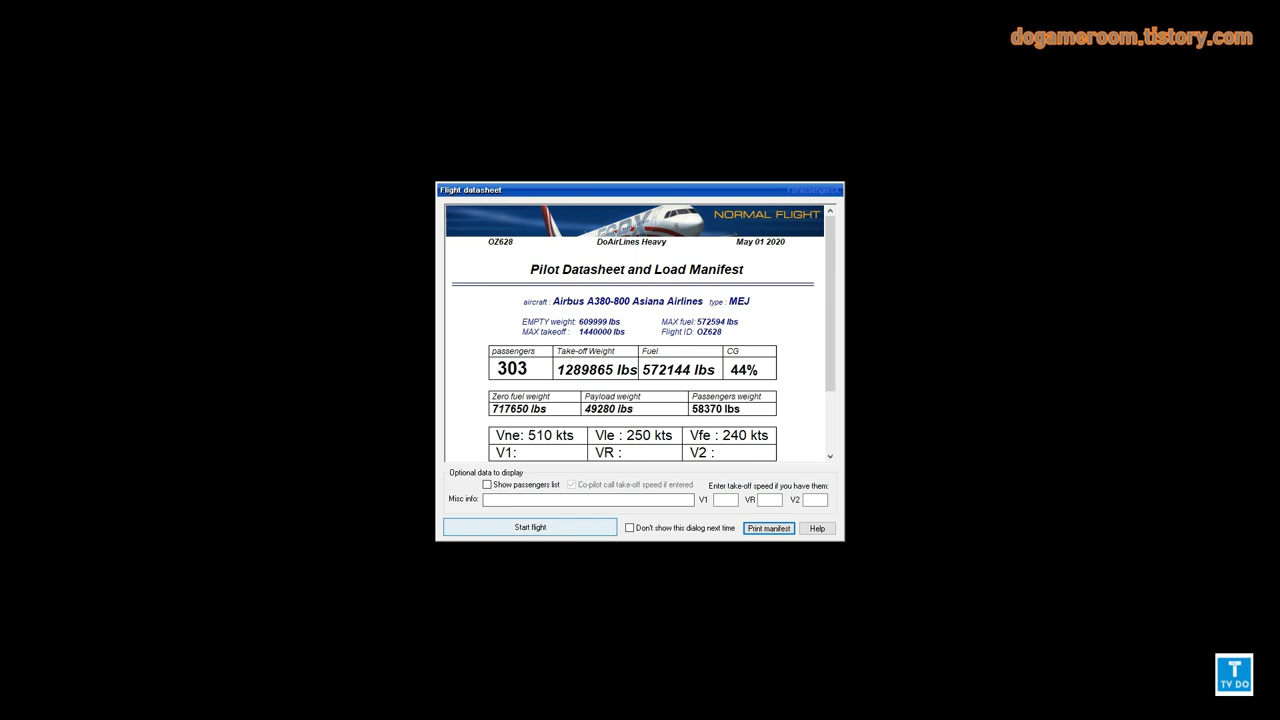 dogameroom.tistory.com
Flight datasheet
FsPassengersX
NORMAL FLIGHT
OZ628 DoAirLines Heavy May 01 2020
Pilot Datasheet and Load Manifest
aircraft : Airbus A380-800 Asiana Airlines type : MEJ
EMPTY weight: 609999 lbs MAX fuel: 572594 lbs
MAX takeoff : 1440000 lbs Flight ID: OZ628
passengers Take-off Weight Fuel CG
303 1289865 lbs 572144 lbs 44%
Zero fuel weight Payload weight Passengers weight
717650 lbs 49280 lbs 58370 lbs
Vne: 510 kts Vle : 250 kts Vfe : 240 kts
V1: VR : V2 :
Optional data to display
Show passengers list Co-pilot call take-off speed if entered Enter take-off speed if you have them:
Misc info: V1 VR V2
Start flight Don't show this dialog next time Print manifest Help
T
TV DO